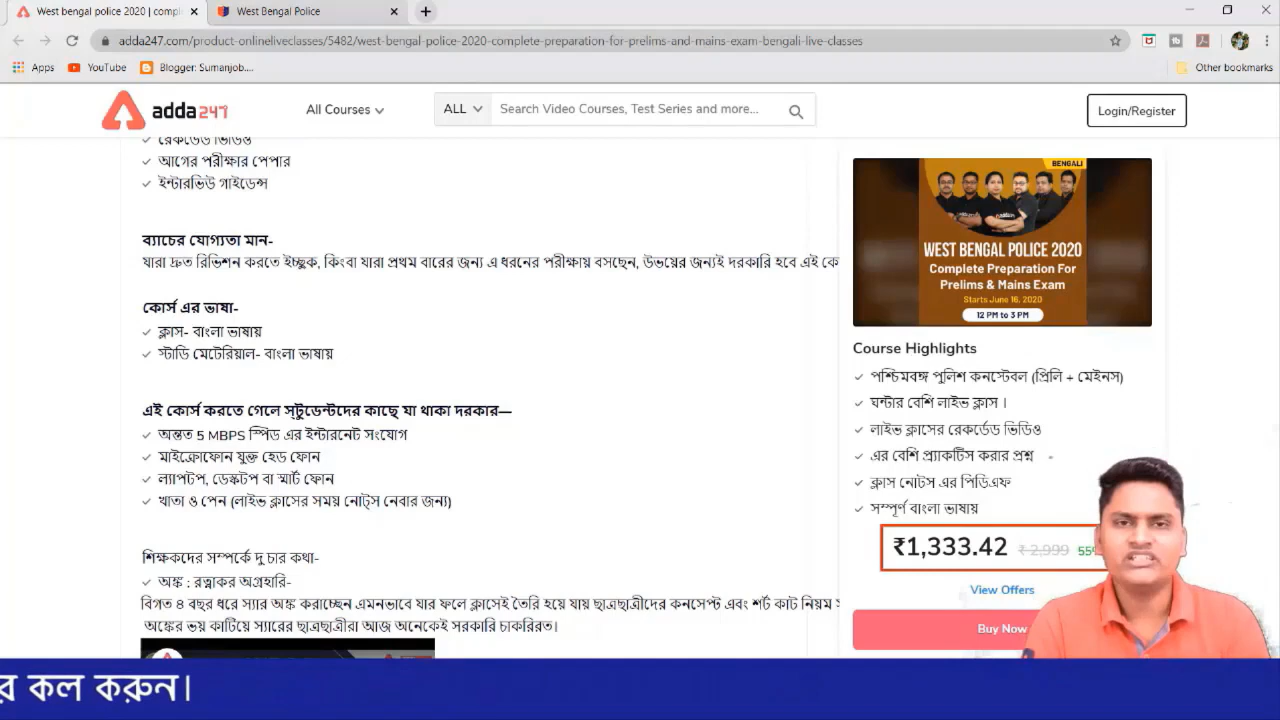 West bengal police 2020 | compl
West Bengal Police
adda247.com/product-onlineliveclasses/5482/west-bengal-police-2020-complete-preparation-for-prelims-and-mains-exam-bengali-live-classes
Apps
YouTube
Blogger: Sumanjob....
Other bookmarks
adda247
All Courses
ALL
Search Video Courses, Test Series and more...
Login/Register
রেকর্ডেড ভিডিও
আগের পরীক্ষার পেপার
ইন্টারভিউ গাইডেন্স
ব্যাচের যোগ্যতা মান-
যারা দ্রুত রিভিশন করতে ইচ্ছুক, কিংবা যারা প্রথম বারের জন্য এ ধরনের পরীক্ষায় বসছেন, উভয়ের জন্যই দরকারি হবে এই কো
কোর্স এর ভাষা-
ক্লাস- বাংলা ভাষায়
স্টাডি মেটেরিয়াল- বাংলা ভাষায়
এই কোর্স করতে গেলে স্টুডেন্টদের কাছে যা থাকা দরকার—
অন্তত 5 MBPS স্পিড এর ইন্টারনেট সংযোগ
মাইক্রোফোন যুক্ত হেড ফোন
ল্যাপটপ, ডেস্কটপ বা স্মার্ট ফোন
খাতা ও পেন (লাইভ ক্লাসের সময় নোট্স নেবার জন্য)
শিক্ষকদের সম্পর্কে দু চার কথা-
অঙ্ক : রত্নাকর অগ্রহারি-
বিগত ৪ বছর ধরে স্যার অঙ্ক করাচ্ছেন এমনভাবে যার ফলে ক্লাসেই তৈরি হয়ে যায় ছাত্রছাত্রীদের কনসেপ্ট এবং শর্ট কাট নিয়ম
অঙ্কের ভয় কাটিয়ে স্যারের ছাত্রছাত্রীরা আজ অনেকেই সরকারি চাকরিরত।
BENGALI
WEST BENGAL POLICE 2020
Complete Preparation For
Prelims & Mains Exam
Starts June 16, 2020
12 PM to 3 PM
Course Highlights
পশ্চিমবঙ্গ পুলিশ কনস্টেবল (প্রিলি + মেইনস)
ঘন্টার বেশি লাইভ ক্লাস ।
লাইভ ক্লাসের রেকর্ডেড ভিডিও
এর বেশি প্র্যাকটিস করার প্রশ্ন
ক্লাস নোটস এর পিডিএফ
সম্পূর্ণ বাংলা ভাষায়
₹1,333.42 ₹ 2,999 55
View Offers
Buy Now
র কল করুন।